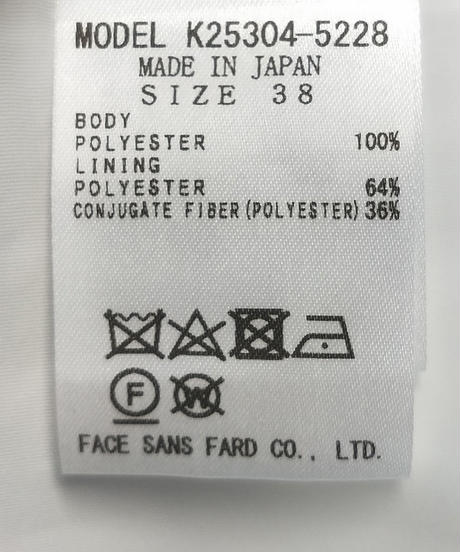 MODEL K25304-5228
MADE IN JAPAN
SIZE 38
BODY
POLYESTER 100%
LINING
POLYESTER 64%
CONJUGATE FIBER(POLYESTER) 36%
F W
FACE SANS FARD CO., LTD.